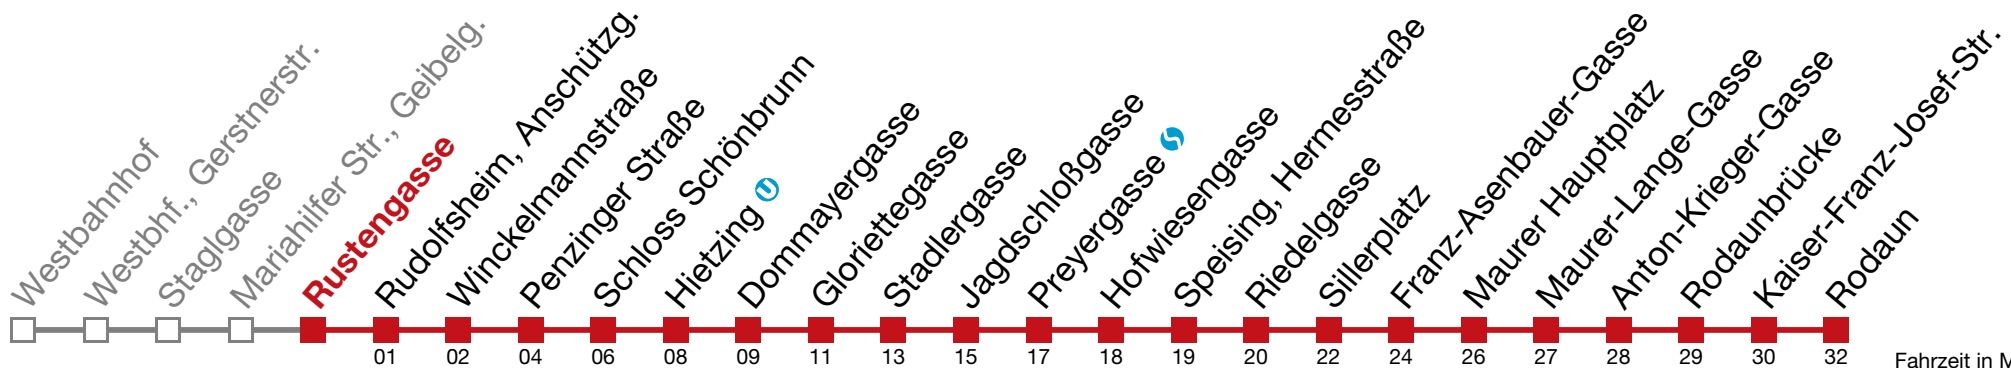 Westbahnhof
Westbhf., Gerstnerstr.
Staglgasse
Mariahilfer Str., Geibelg.
Rustengasse
Rudolfsheim, Anschützg.
Winckelmannstraße
Penzinger Straße
Schloss Schönbrunn
Hietzing U
Dommayergasse
Gloriettegasse
Stadlergasse
Jagdschloßgasse
Preyergasse S
Hofwiesengasse
Speising, Hermesstraße
Riedelgasse
Sillerplatz
Franz-Asenbauer-Gasse
Maurer Hauptplatz
Maurer-Lange-Gasse
Anton-Krieger-Gasse
Rodaunbrücke
Kaiser-Franz-Josef-Str.
Rodaun
01 02 04 06 08 09 11 13 15 17 18 19 20 22 24 26 27 28 29 30 32
Fahrzeit in M